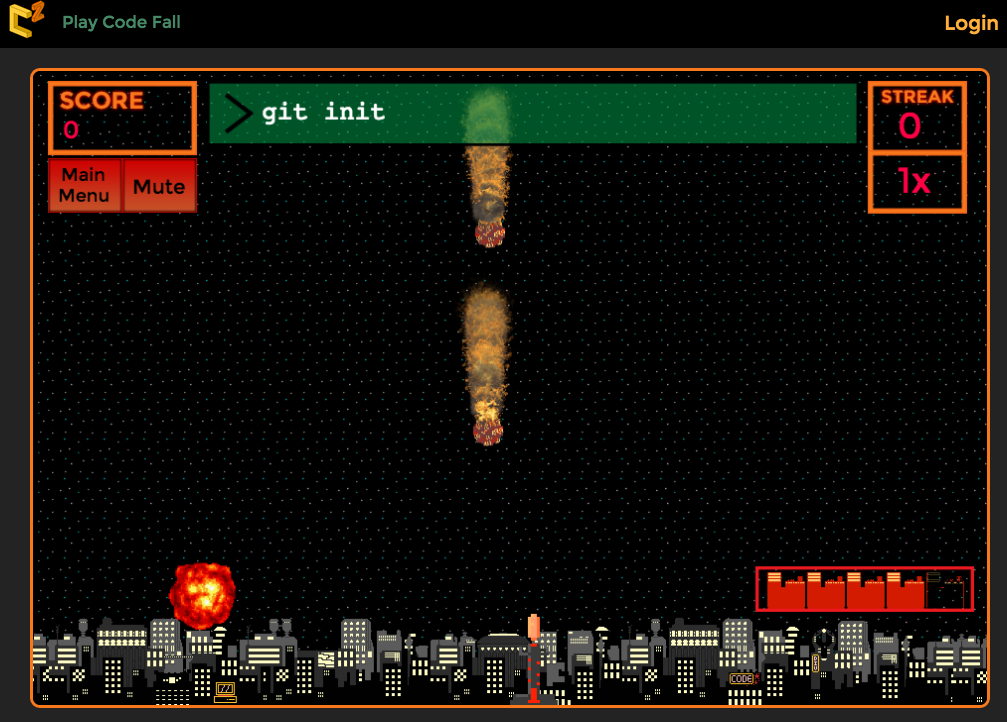 Play Code Fall
Login
SCORE
0
git init
STREAK
0
1x
Main
Menu
Mute
CODE